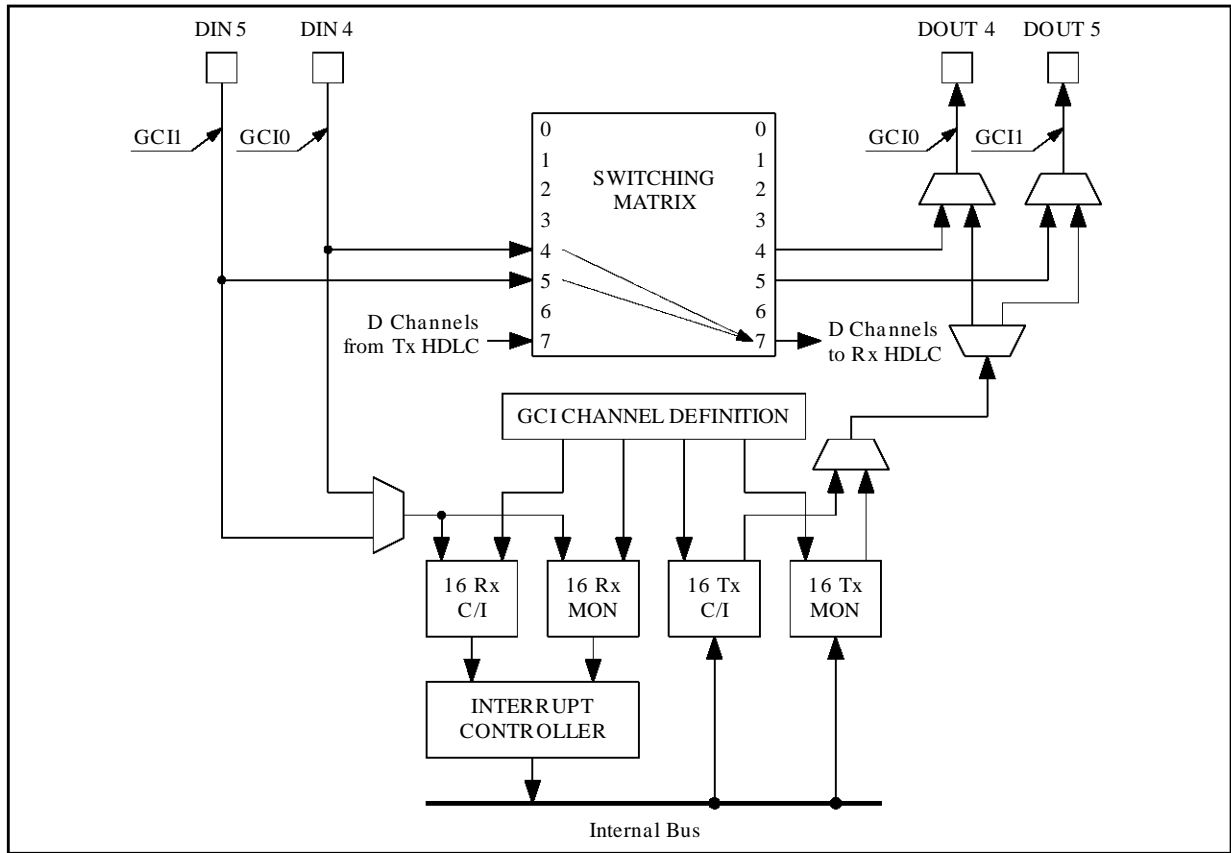 DIN 5
DIN 4
DOUT 4
DOUT 5
GCI1
GCI0
GCI0
GCI1
SWITCHING
MATRIX
0
1
2
3
4
5
6
7
0
1
2
3
4
5
6
7
D Channels
from Tx HDLC
D Channels
to Rx HDLC
GCI CHANNEL DEFINITION
16 Rx
C/I
16 Rx
MON
16 Tx
C/I
16 Tx
MON
INTERRUPT
CONTROLLER
Internal Bus